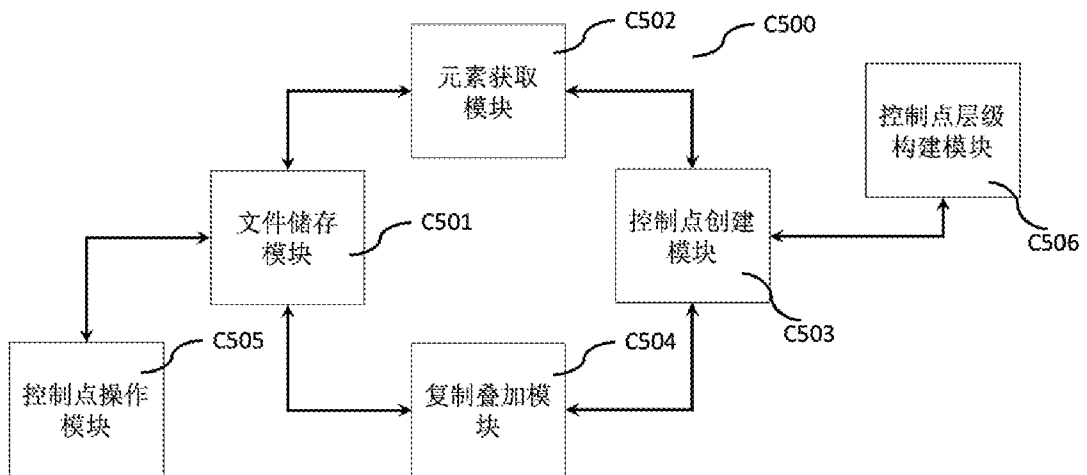 C502
C500
元素获取
模块
控制点层级
构建模块
文件储存
模块
C501
控制点创建
模块
C506
C505
C504
C503
控制点操作
模块
复制叠加模
块